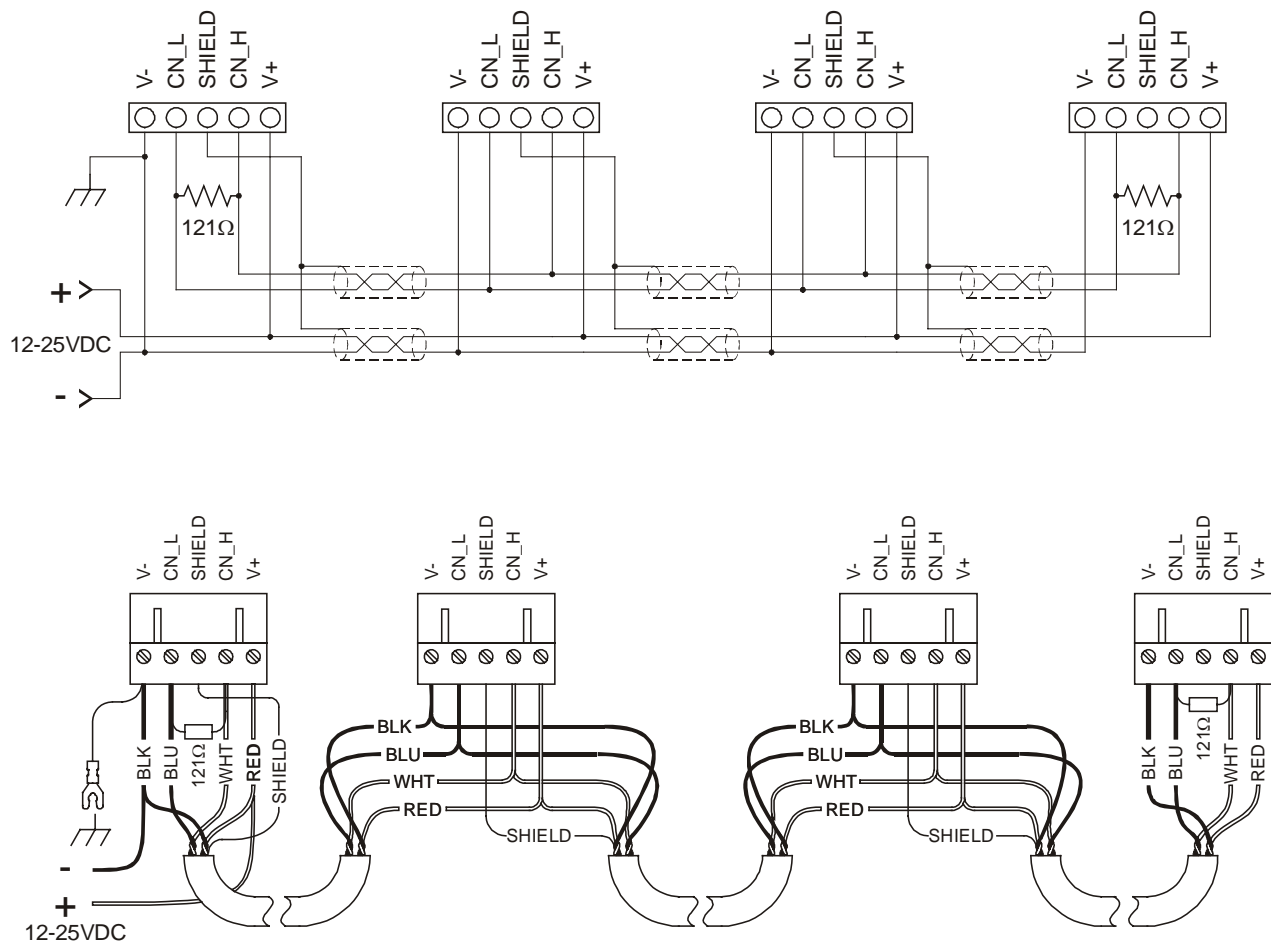 V- CN_L SHIELD CN_H V+
V- CN_L SHIELD CN_H V+
V- CN_L SHIELD CN_H V+
V- CN_L SHIELD CN_H V+
121Ω
121Ω
+
12-25VDC
-
V- CN_L SHIELD CN_H V+
V- CN_L SHIELD CN_H V+
V- CN_L SHIELD CN_H V+
V- CN_L SHIELD CN_H V+
BLK
BLU
121Ω
WHT
RED
SHIELD
BLK
BLU
WHT
RED
SHIELD
BLK
BLU
WHT
RED
SHIELD
BLK
BLU
121Ω
WHT
RED
-
+
12-25VDC